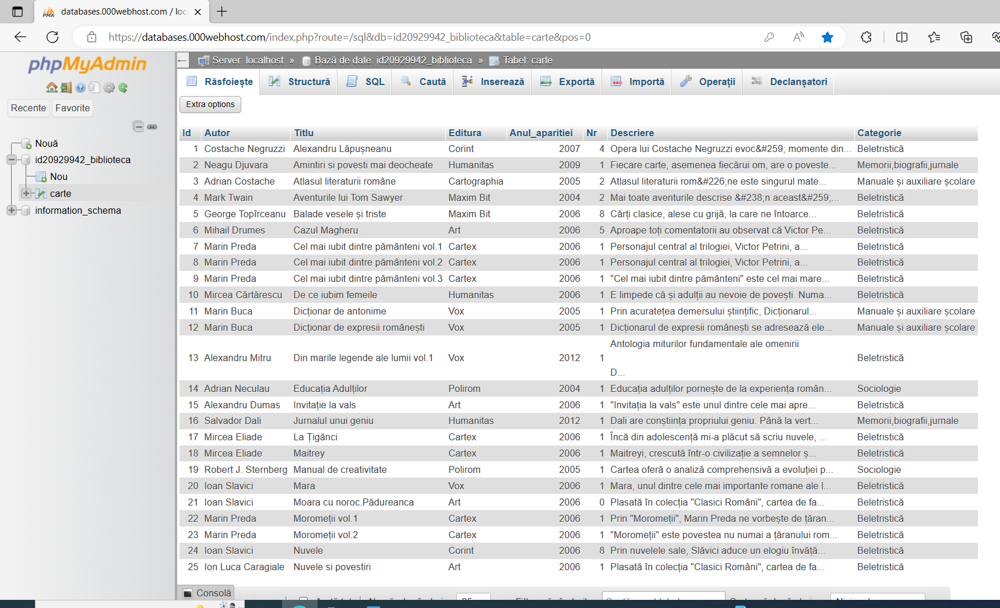 databases.000webhost.com / loc
https://databases.000webhost.com/index.php?route=/sql&db=id20929942_biblioteca&table=carte&pos=0
phpMyAdmin
Recente Favorite
Nouă
id20929942_biblioteca
Nou
carte
information_schema
Server: localhost » Bază de date: id20929942_biblioteca » Tabel: carte
Răsfoiește Structură SQL Caută Inserează Exportă Importă Operații Declanșatori
Extra options
Id Autor Titlu Editura Anul_aparitiei Nr Descriere Categorie
1 Costache Negruzzi Alexandru Lăpușneanu Corint 2007 4 Opera lui Costache Negruzzi evoc&#259; momente din... Beletristică
2 Neagu Djuvara Amintiri si povesti mai deocheate Humanitas 2009 1 Fiecare carte, asemenea fiecărui om, are o poveste... Memorii,biografii,jurnale
3 Adrian Costache Atlasul literaturii române Cartographia 2005 2 Atlasul literaturii rom&#226;ne este singurul mate... Manuale și auxiliare școlare
4 Mark Twain Aventurile lui Tom Sawyer Maxim Bit 2004 2 Mai toate aventurile descrise &#238;n aceast&#259;... Beletristică
5 George Topîrceanu Balade vesele și triste Maxim Bit 2006 8 Cărți clasice, alese cu grijă, la care ne întoarce... Beletristică
6 Mihail Drumes Cazul Magheru Art 2006 5 Aproape toți comentatorii au observat că Victor Pe... Beletristică
7 Marin Preda Cel mai iubit dintre pământeni vol.1 Cartex 2006 1 Personajul central al trilogiei, Victor Petrini, a... Beletristică
8 Marin Preda Cel mai iubit dintre pământeni vol.2 Cartex 2006 1 Personajul central al trilogiei, Victor Petrini, a... Beletristică
9 Marin Preda Cel mai iubit dintre pământeni vol.3 Cartex 2006 1 "Cel mai iubit dintre pământeni" este cel mai mare... Beletristică
10 Mircea Cărtărescu De ce iubim femeile Humanitas 2006 1 E limpede că și adulții au nevoie de povești. Numa... Beletristică
11 Marin Buca Dicționar de antonime Vox 2005 1 Prin acuratețea demersului științific, Dicționarul... Manuale și auxiliare școlare
12 Marin Buca Dicționar de expresii românești Vox 2005 1 Dicționarul de expresii românești se adresează ele... Manuale și auxiliare școlare
13 Alexandru Mitru Din marile legende ale lumii vol.1 Vox 2012 1 Antologia miturilor fundamentale ale omenirii D... Beletristică
14 Adrian Neculau Educația Adulților Polirom 2004 1 Educația adulților pornește de la experiența român... Sociologie
15 Alexandru Dumas Invitație la vals Art 2006 1 "Invitația la vals" este unul dintre cele mai apre... Beletristică
16 Salvador Dali Jurnalul unui geniu Humanitas 2012 1 Dali are conștiința propriului geniu. Până la vert... Memorii,biografii,jurnale
17 Mircea Eliade La Țigănci Cartex 2006 1 Încă din adolescență mi-a plăcut să scriu nuvele, ... Beletristică
18 Mircea Eliade Maitrey Cartex 2006 1 Maitreyi, crescută într-o civilizație a semnelor ș... Beletristică
19 Robert J. Sternberg Manual de creativitate Polirom 2005 1 Cartea oferă o analiză comprehensivă a evoluției p... Sociologie
20 Ioan Slavici Mara Vox 2006 1 Mara, unul dintre cele mai importante romane ale l... Beletristică
21 Ioan Slavici Moara cu noroc.Pădureanca Art 2006 0 Plasată în colecția "Clasici Români", cartea de fa... Beletristică
22 Marin Preda Moromeții vol.1 Cartex 2006 1 Prin "Moromeții", Marin Preda ne vorbește de țăran... Beletristică
23 Marin Preda Moromeții vol.2 Cartex 2006 1 "Moromeții" este povestea nu numai a țăranului rom... Beletristică
24 Ioan Slavici Nuvele Corint 2006 8 Prin nuvelele sale, Slăvici aduce un elogiu învăță... Beletristică
25 Ion Luca Caragiale Nuvele si povestiri Art 2006 1 Plasată în colecția "Clasici Români", cartea de fa... Beletristică
Consolă